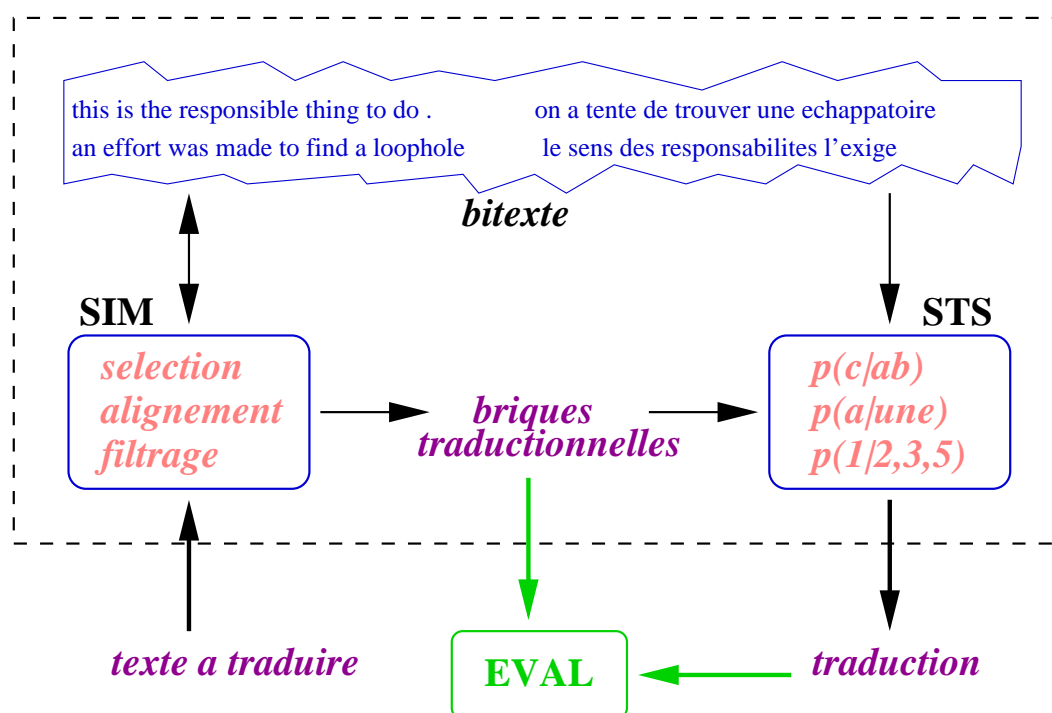 this is the responsible thing to do . on a tente de trouver une echappatoire
an effort was made to find a loophole le sens des responsabilites l'exige
bitexte
SIM STS
selection p(c/ab)
alignement briques p(a/une)
filtrage traductionnelles p(1/2,3,5)
texte a traduire EVAL traduction